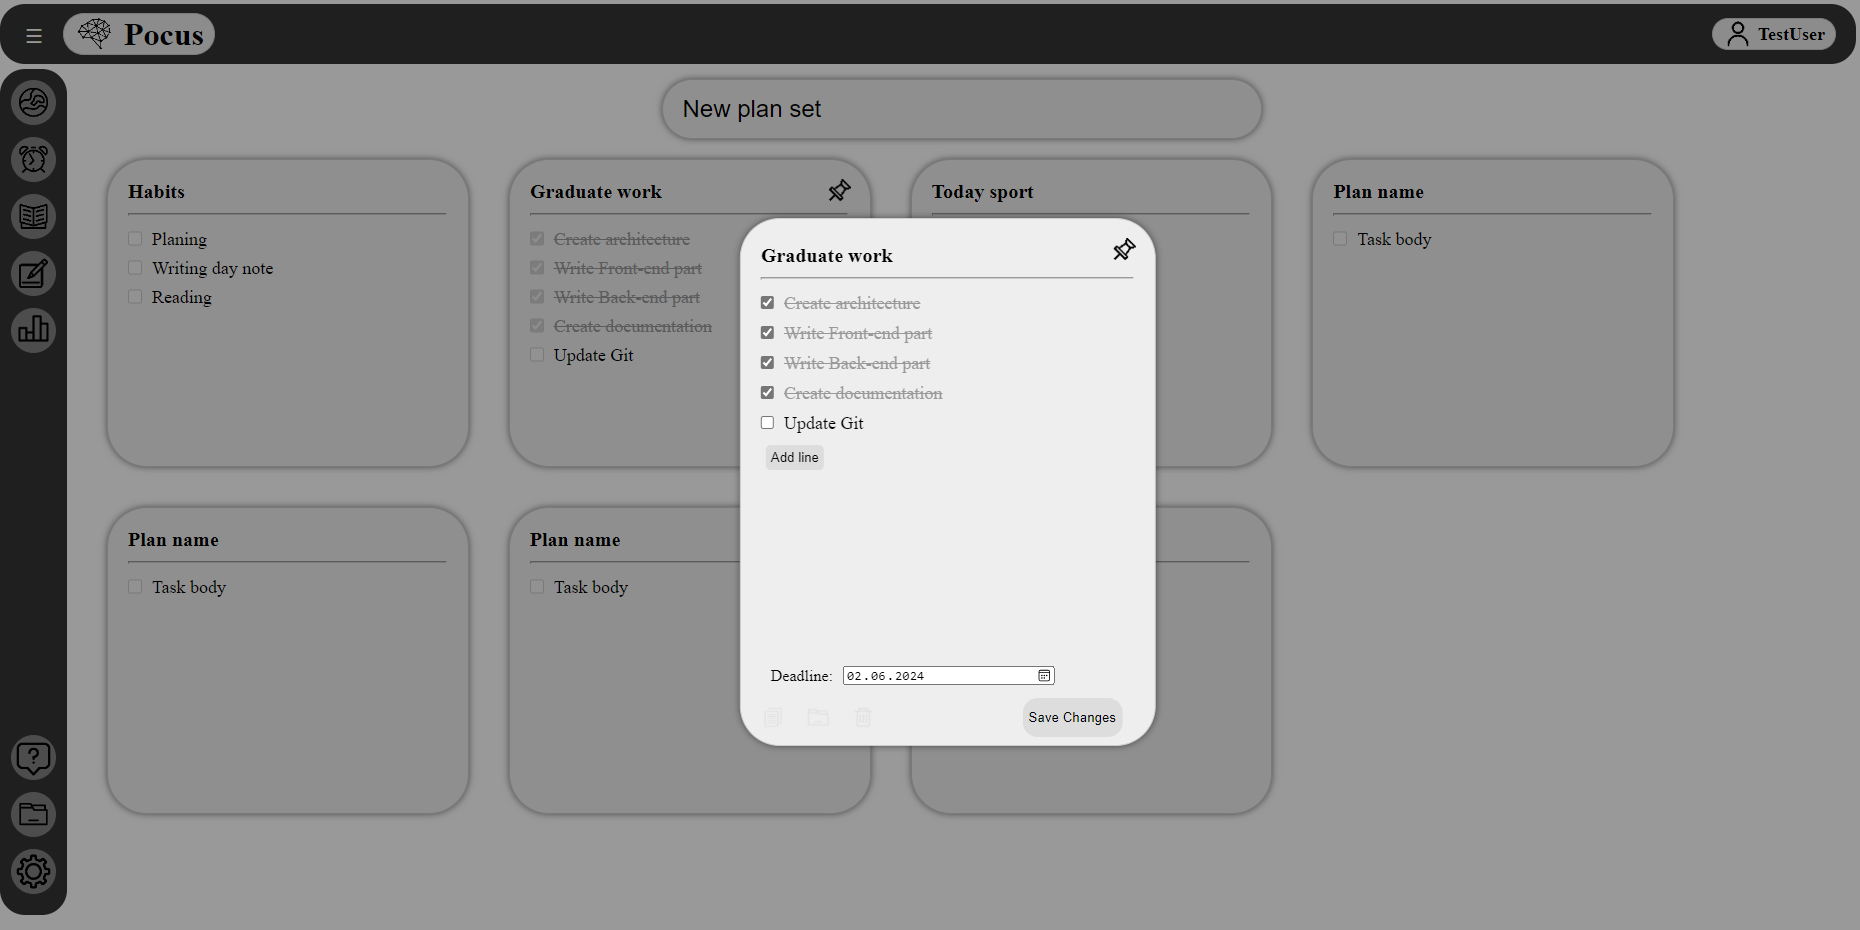 Pocus
TestUser
New plan set
Habits
Planing
Writing day note
Reading
Graduate work
Create architecture
Write Front-end part
Write Back-end part
Create documentation
Update Git
Today sport
Plan name
Task body
Graduate work
Create architecture
Write Front-end part
Write Back-end part
Create documentation
Update Git
Add line
Deadline: 02.06.2024
Save Changes
Plan name
Task body
Plan name
Task body